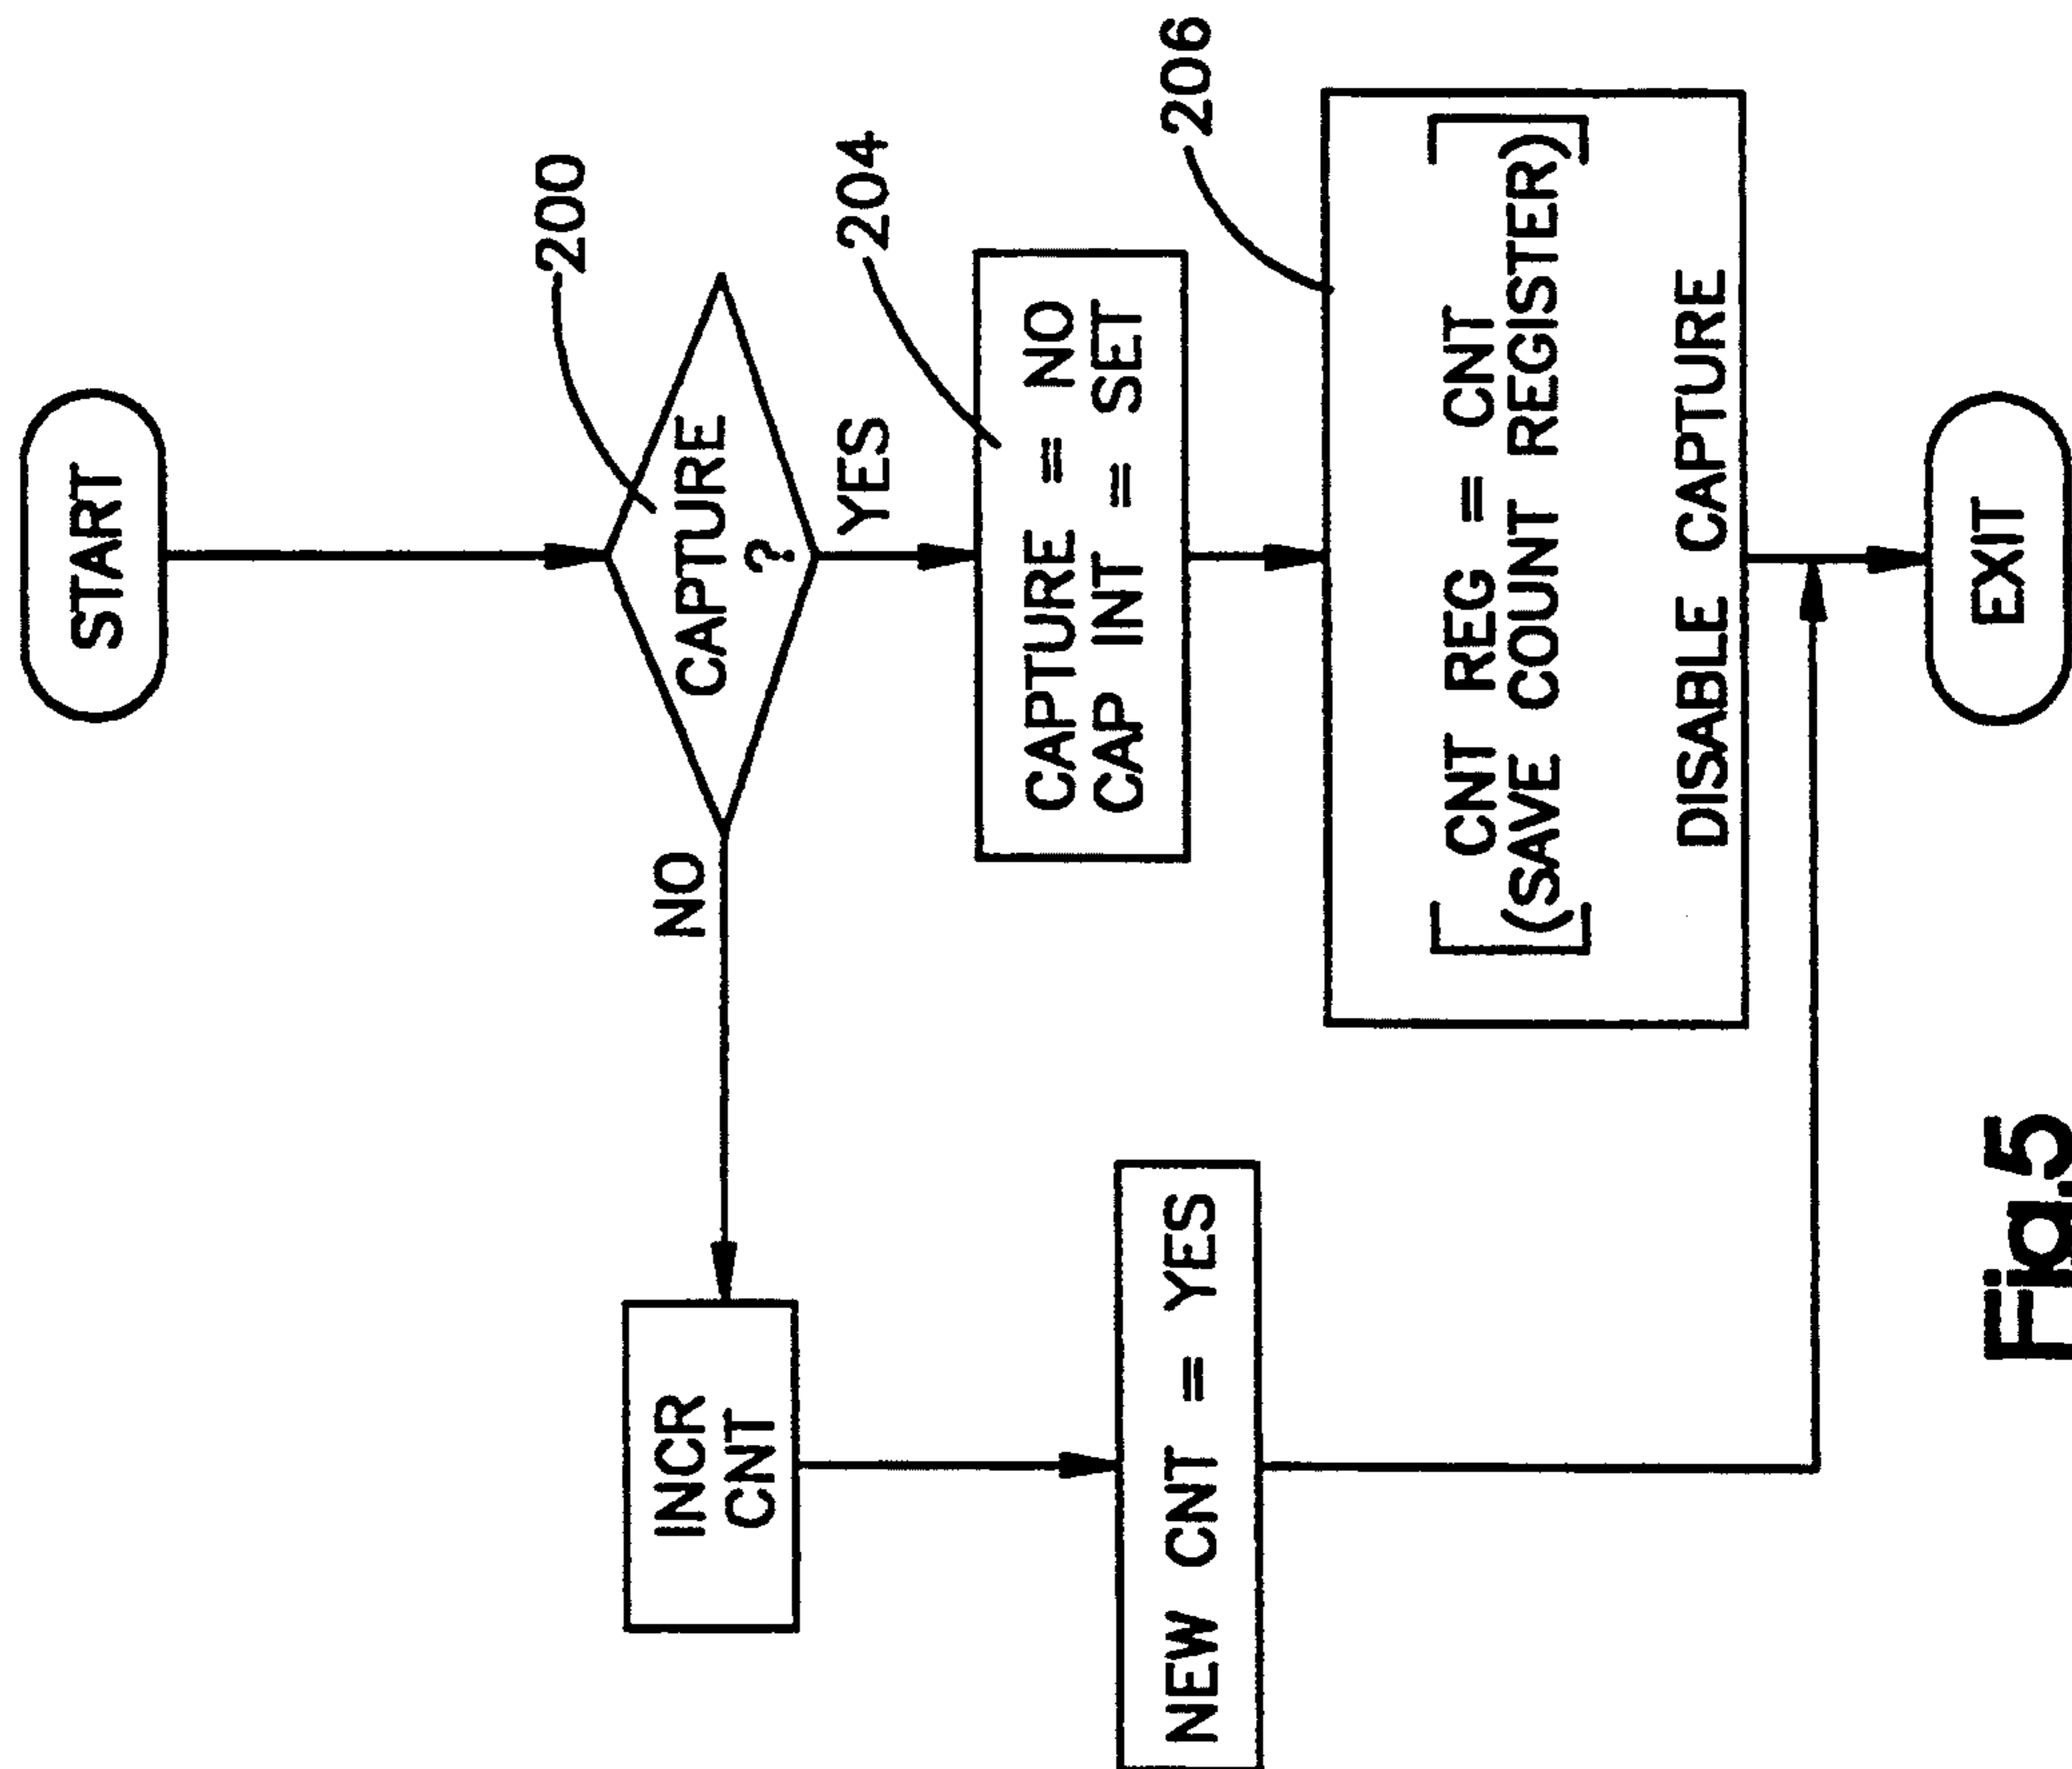 START
200
CAPTURE
?
NO
YES
204
CAPTURE = NO
CAP INT = SET
INCR
CNT
206
CNT REG = CNT
(SAVE COUNT REGISTER)
DISABLE CAPTURE
NEW CNT = YES
EXIT
Fig.5